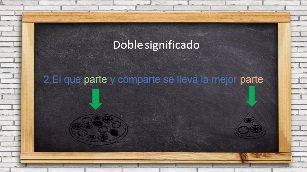 Doble significado
2.El que parte y comparte se lleva la mejor parte